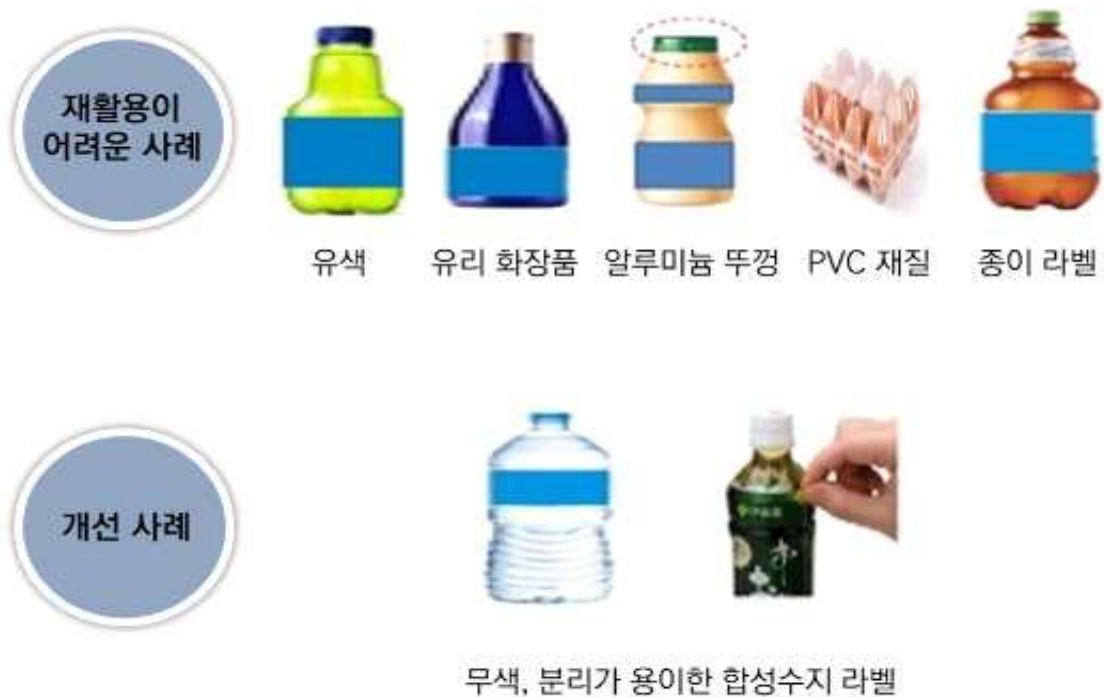 재활용이
어려운 사례
유색
유리 화장품
알루미늄 뚜껑
PVC 재질
종이 라벨
개선 사례
무색, 분리가 용이한 합성수지 라벨